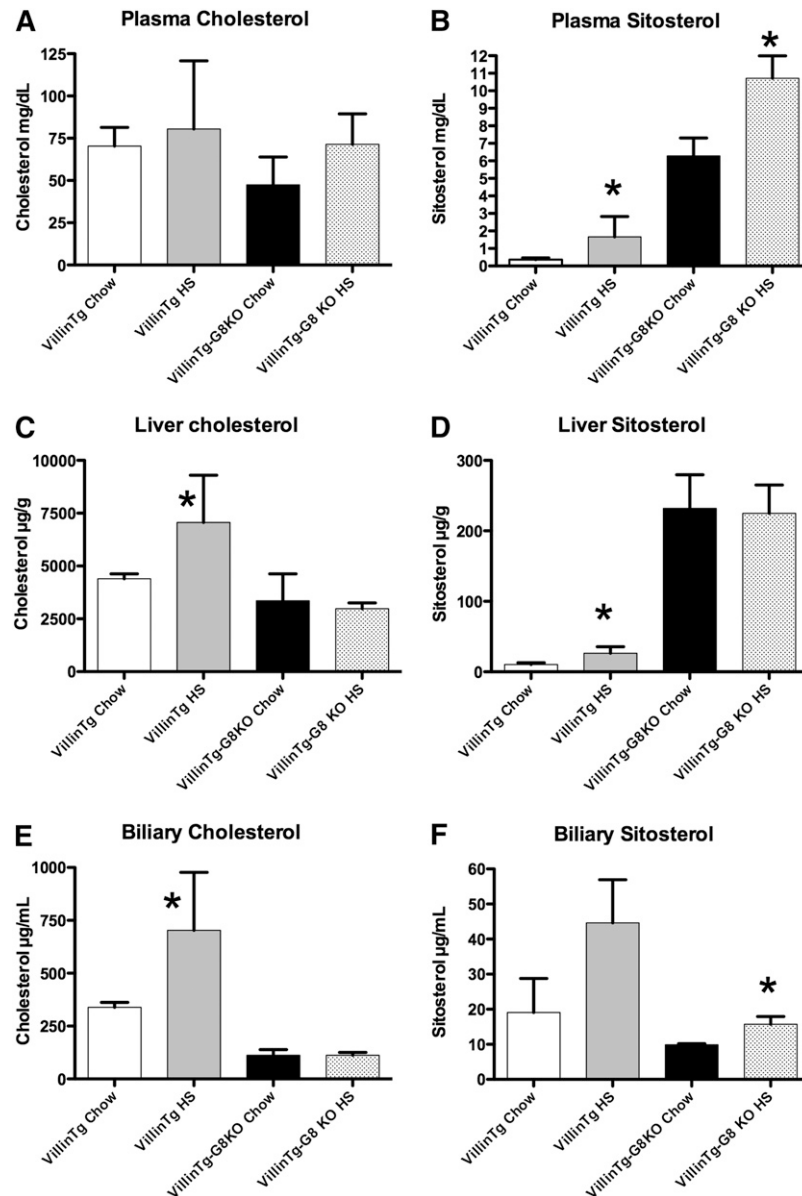 A
Plasma Cholesterol
Cholesterol mg/dL
125
100
75
50
25
0
VillinTg Chow
VillinTg HS
VillinTg-G8KO Chow
VillinTg-G8 KO HS
B
Plasma Sitosterol
Sitosterol mg/dL
12
11
10
9
8
7
6
5
4
3
2
1
0
*
*
VillinTg Chow
VillinTg HS
VillinTg-G8KO Chow
VillinTg-G8 KO HS
C
Liver cholesterol
Cholesterol µg/g
10000
7500
5000
2500
0
*
VillinTg Chow
VillinTg HS
VillinTg-G8KO Chow
VillinTg-G8 KO HS
D
Liver Sitosterol
Sitosterol µg/g
300
200
100
0
*
VillinTg Chow
VillinTg HS
VillinTg-G8KO Chow
VillinTg-G8 KO HS
E
Biliary Cholesterol
Cholesterol µg/mL
1000
750
500
250
0
*
VillinTg Chow
VillinTg HS
VillinTg-G8KO Chow
VillinTg-G8 KO HS
F
Biliary Sitosterol
Sitosterol µg/mL
60
50
40
30
20
10
0
*
VillinTg Chow
VillinTg HS
VillinTg-G8KO Chow
VillinTg-G8 KO HS